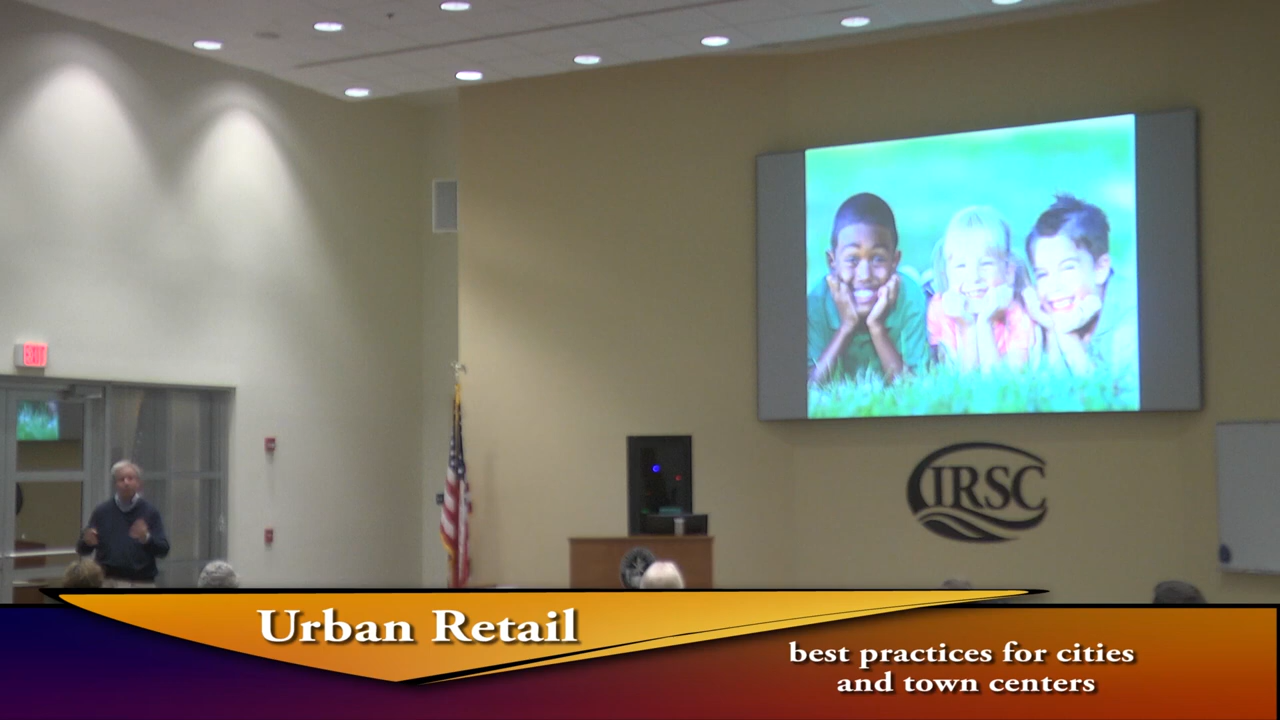 EXIT
IRSC
Urban Retail
best practices for cities
and town centers